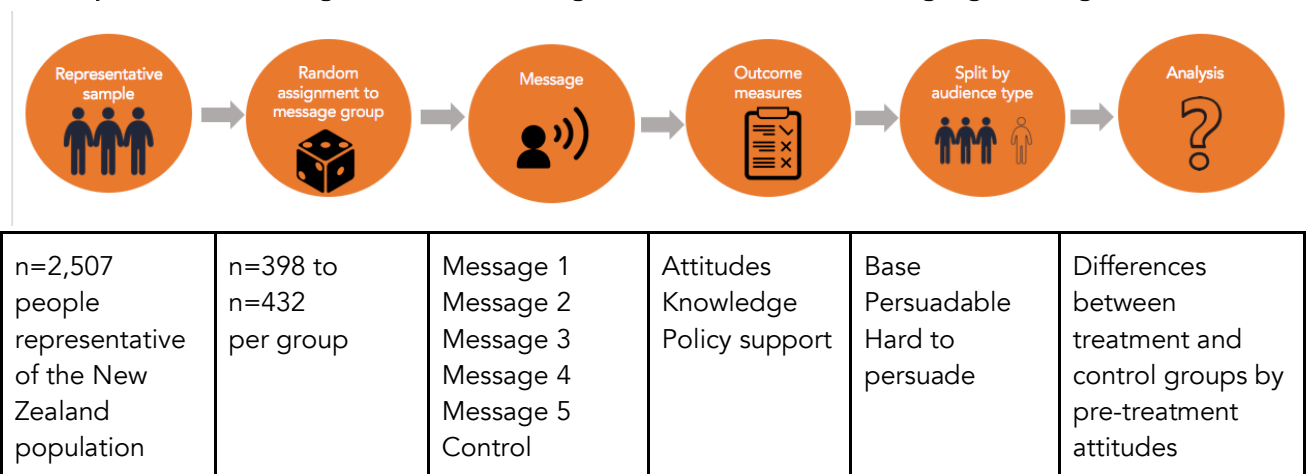 Representative
sample
Random
assignment to
message group
Message
Outcome
measures
Split by
audience type
Analysis
n=2,507
people
representative
of the New
Zealand
population
n=398 to
n=432
per group
Message 1
Message 2
Message 3
Message 4
Message 5
Control
Attitudes
Knowledge
Policy support
Base
Persuadable
Hard to
persuade
Differences
between
treatment and
control groups by
pre-treatment
attitudes